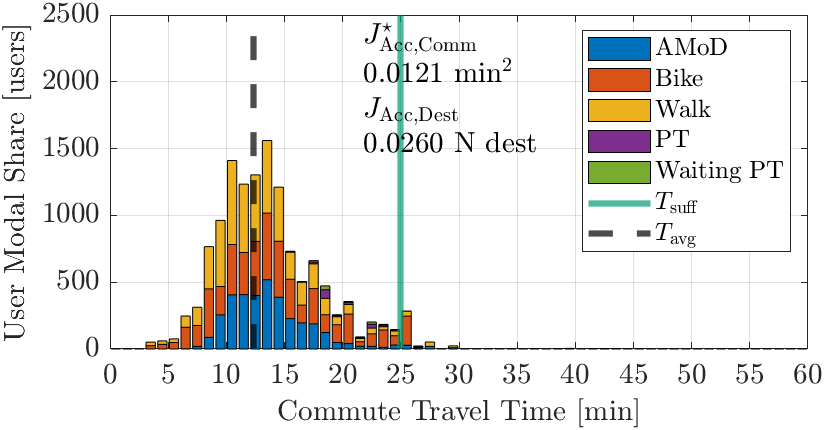 User Modal Share [users]
2500
2000
1500
1000
500
0
0 5 10 15 20 25 30 35 40 45 50 55 60
Commute Travel Time [min]
J⋆Acc,Comm
0.0121 min²
JAcc,Dest
0.0260 N dest
AMoD
Bike
Walk
PT
Waiting PT
Tsuff
Tavg